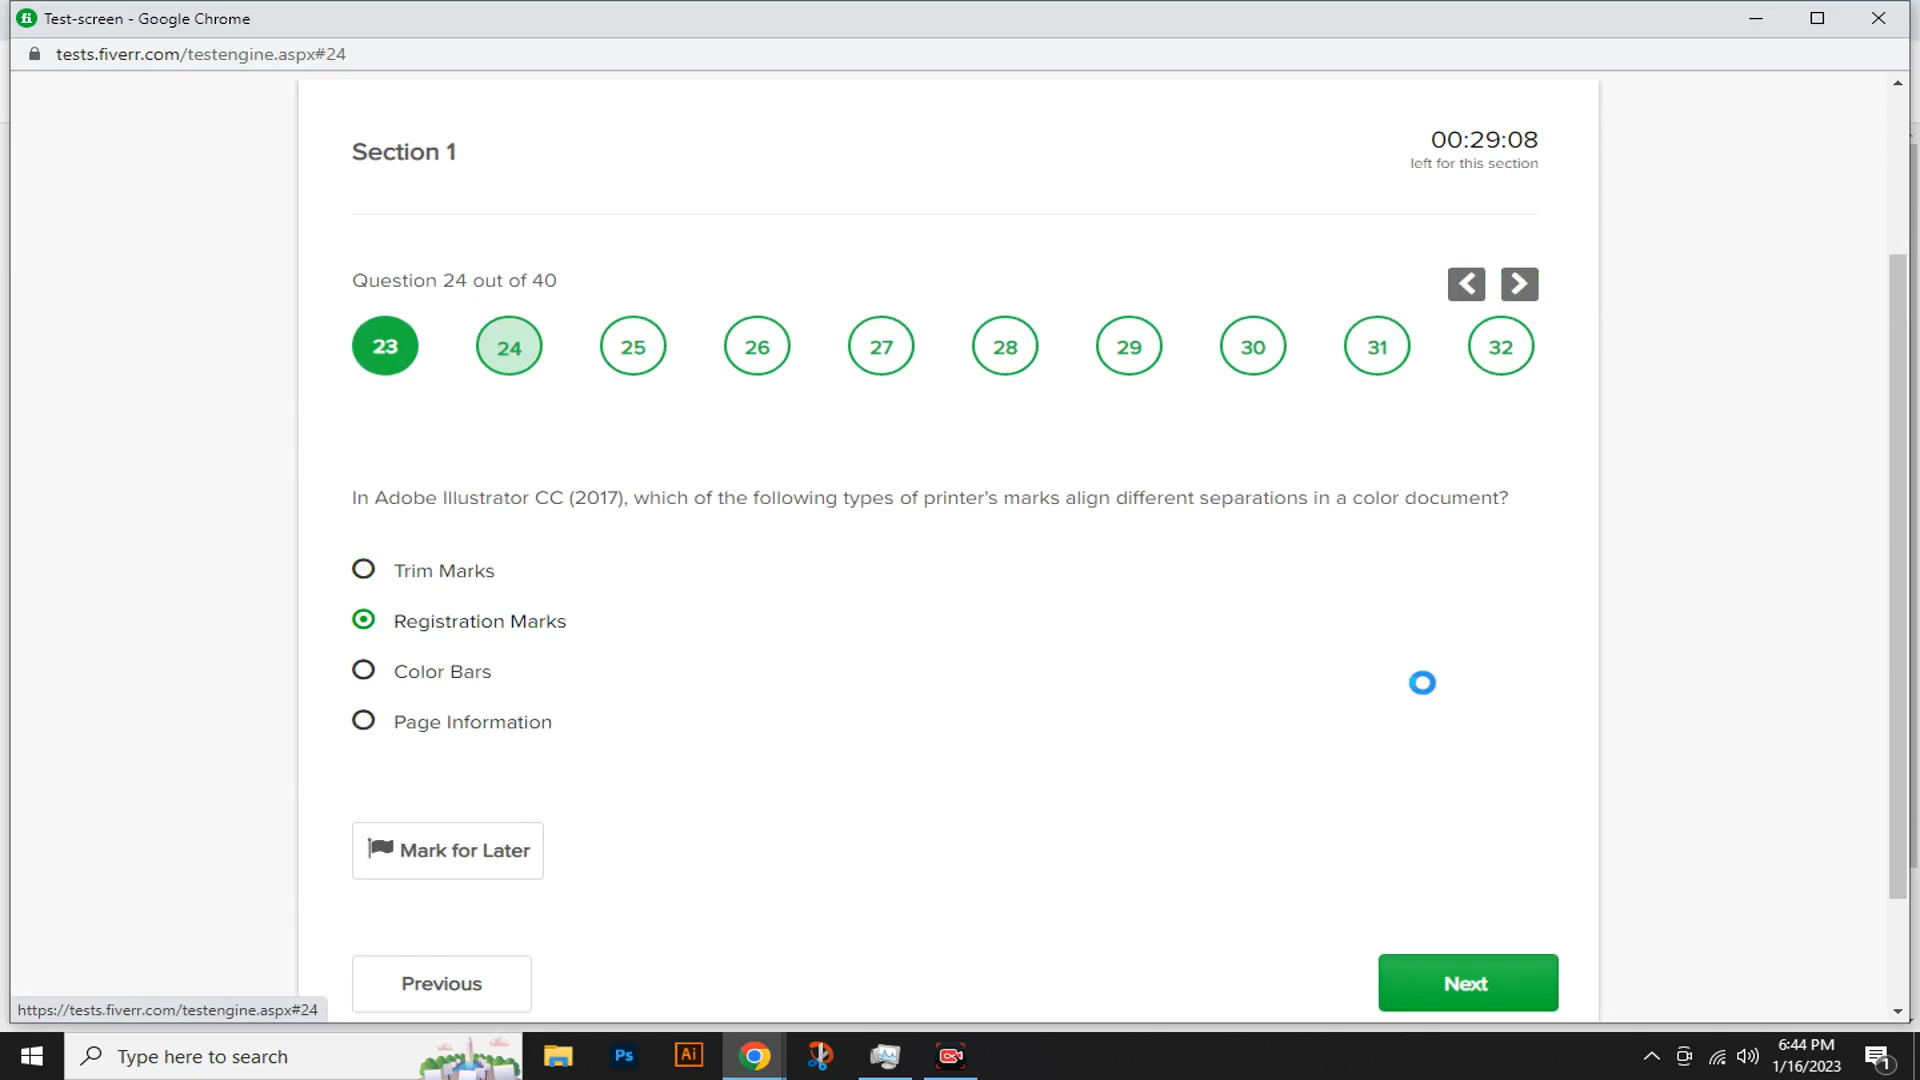 Test-screen - Google Chrome
tests.fiverr.com/testengine.aspx#24
Section 1
00:29:08
left for this section
Question 24 out of 40
23 24 25 26 27 28 29 30 31 32
In Adobe Illustrator CC (2017), which of the following types of printer's marks align different separations in a color document?
Trim Marks
Registration Marks
Color Bars
Page Information
Mark for Later
Previous
Next
https://tests.fiverr.com/testengine.aspx#24
Type here to search
Ps
Ai
6:44 PM
1/16/2023
1
fi